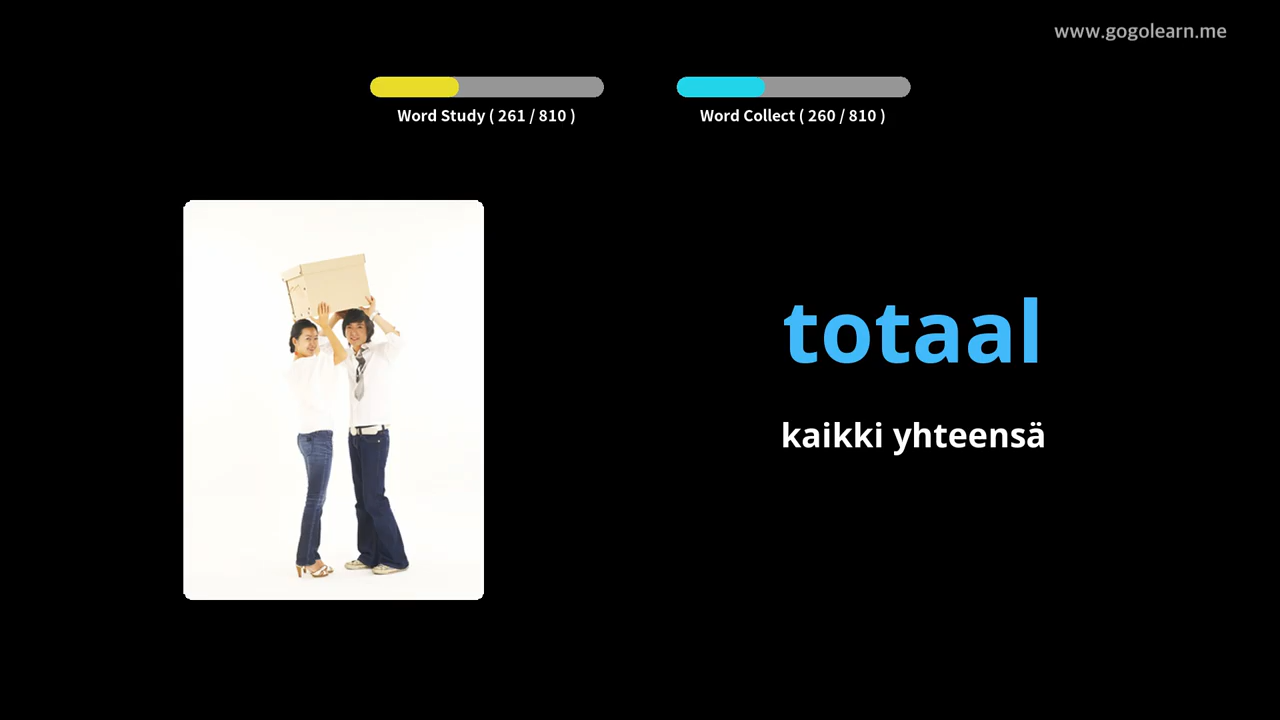 www.gogolearn.me
Word Study ( 261 / 810 )
Word Collect ( 260 / 810 )
totaal
kaikki yhteensä